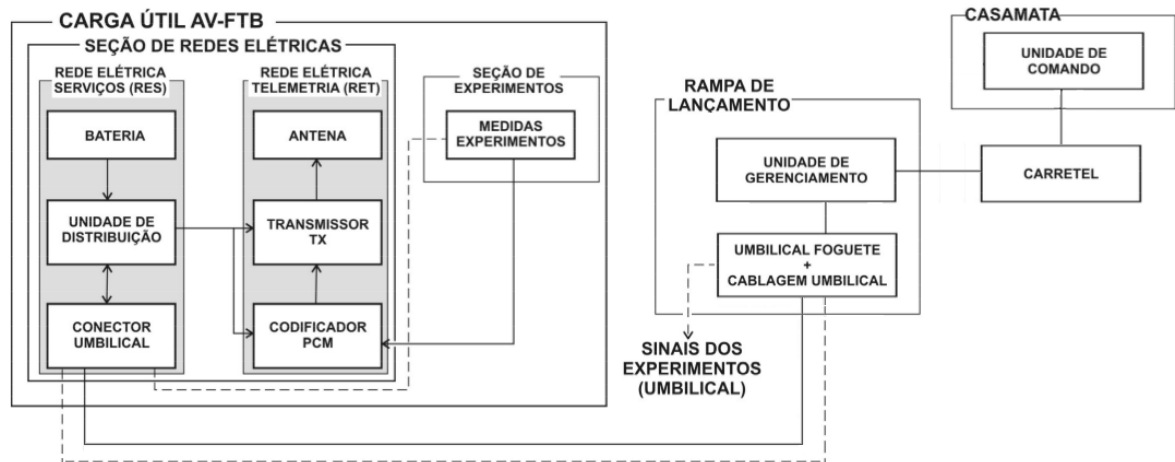 CARGA ÚTIL AV-FTB
SEÇÃO DE REDES ELÉTRICAS
REDE ELÉTRICA
SERVIÇOS (RES)
BATERIA
UNIDADE DE
DISTRIBUIÇÃO
CONECTOR
UMBILICAL
REDE ELÉTRICA
TELEMETRIA (RET)
ANTENA
TRANSMISSOR
TX
CODIFICADOR
PCM
SEÇÃO DE
EXPERIMENTOS
MEDIDAS
EXPERIMENTOS
RAMPA DE
LANÇAMENTO
UNIDADE DE
GERENCIAMENTO
UMBILICAL FOGUETE
+
CABLAGEM UMBILICAL
SINAIS DOS
EXPERIMENTOS
(UMBILICAL)
CASAMATA
UNIDADE DE
COMANDO
CARRETEL